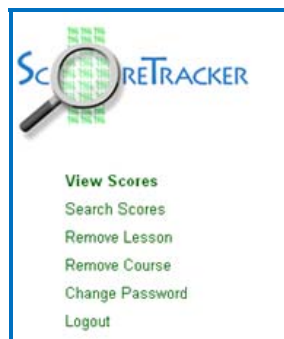 ScoreTracker
View Scores
Search Scores
Remove Lesson
Remove Course
Change Password
Logout